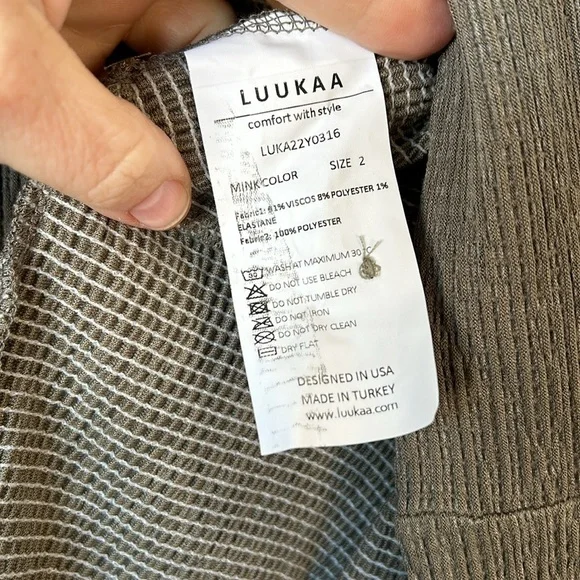 LUUKAA
comfort with style
LUKA22Y0316
SIZE 2
MINK COLOR
Fabric1: 91% VISCOS 8% POLYESTER 1%
ELASTANE
Fabric2: 100% POLYESTER
WASH AT MAXIMUM 30 °C
DO NOT USE BLEACH
DO NOT TUMBLE DRY
DO NOT IRON
DO NOT DRY CLEAN
DRY FLAT
DESIGNED IN USA
MADE IN TURKEY
www.luukaa.com